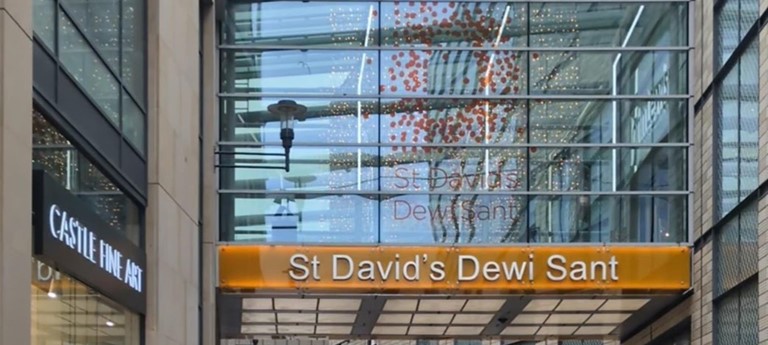 St David's
Dewi Sant
CASTLE FINE ART
St David's Dewi Sant